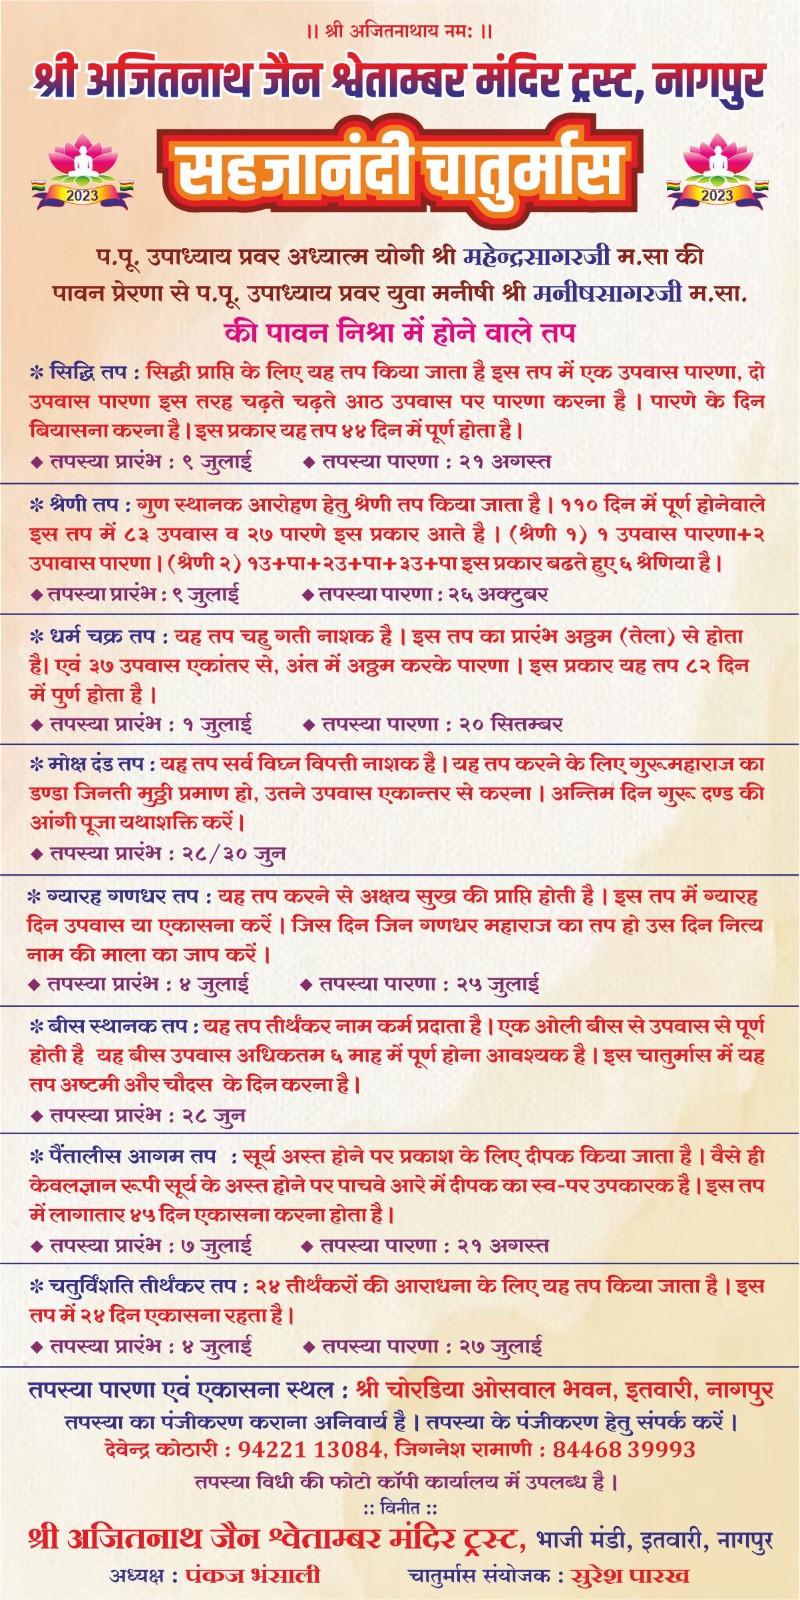 || श्री अजितनाथाय नम: ||
श्री अजितनाथ जैन श्वेताम्बर मंदिर ट्रस्ट, नागपुर
सहजानंदी चातुर्मास
2023
2023
प.पू. उपाध्याय प्रवर अध्यात्म योगी श्री महेन्द्रसागरजी म.सा की
पावन प्रेरणा से प.पू. उपाध्याय प्रवर युवा मनीषी श्री मनीषसागरजी म.सा.
की पावन निश्रा में होने वाले तप
* सिद्धि तप : सिद्धी प्राप्ति के लिए यह तप किया जाता है इस तप में एक उपवास पारणा, दो
उपवास पारणा इस तरह चढ़ते चढ़ते आठ उपवास पर पारणा करना है । पारणे के दिन
बियासना करना है। इस प्रकार यह तप ४४ दिन में पूर्ण होता है।
◆ तपस्या प्रारंभ : ९ जुलाई ◆ तपस्या पारणा : २१ अगस्त
* श्रेणी तप : गुण स्थानक आरोहण हेतु श्रेणी तप किया जाता है । ११० दिन में पूर्ण होनेवाले
इस तप में ८३ उपवास व २७ पारणे इस प्रकार आते है । (श्रेणी १) १ उपवास पारणा+२
उपावास पारणा । (श्रेणी २) १उ+पा+२उ+पा+३उ+पा इस प्रकार बढते हुए ६ श्रेणिया है।
◆ तपस्या प्रारंभ : ९ जुलाई ◆ तपस्या पारणा : २६ अक्टुबर
* धर्म चक्र तप : यह तप चहु गती नाशक है । इस तप का प्रारंभ अठ्ठम (तेला) से होता
है। एवं ३७ उपवास एकांतर से, अंत में अठ्ठम करके पारणा । इस प्रकार यह तप ८२ दिन
में पुर्ण होता है ।
◆ तपस्या प्रारंभ : १ जुलाई ◆ तपस्या पारणा : २० सितम्बर
* मोक्ष दंड तप : यह तप सर्व विघ्न विपत्ती नाशक है । यह तप करने के लिए गुरूमहाराज का
डण्डा जिनती मुठ्ठी प्रमाण हो, उतने उपवास एकान्तर से करना । अन्तिम दिन गुरू दण्ड की
आंगी पूजा यथाशक्ति करें।
◆ तपस्या प्रारंभ : २८/३० जुन
* ग्यारह गणधर तप : यह तप करने से अक्षय सुख की प्राप्ति होती है । इस तप में ग्यारह
दिन उपवास या एकासना करें । जिस दिन जिन गणधर महाराज का तप हो उस दिन नित्य
नाम की माला का जाप करें ।
◆ तपस्या प्रारंभ : ४ जुलाई ◆ तपस्या पारणा : २५ जुलाई
* बीस स्थानक तप : यह तप तीर्थंकर नाम कर्म प्रदाता है । एक ओली बीस से उपवास से पूर्ण
होती है यह बीस उपवास अधिकतम ६ माह में पूर्ण होना आवश्यक है । इस चातुर्मास में यह
तप अष्टमी और चौदस के दिन करना है।
◆ तपस्या प्रारंभ : २८ जुन
* पैंतालीस आगम तप : सूर्य अस्त होने पर प्रकाश के लिए दीपक किया जाता है । वैसे ही
केवलज्ञान रूपी सूर्य के अस्त होने पर पाचवे आरे में दीपक का स्व-पर उपकारक है । इस तप
में लागातार ४५ दिन एकासना करना होता है।
◆ तपस्या प्रारंभ : ७ जुलाई ◆ तपस्या पारणा : २१ अगस्त
* चतुर्विंशति तीर्थंकर तप : २४ तीर्थंकरों की आराधना के लिए यह तप किया जाता है । इस
तप में २४ दिन एकासना रहता है।
◆ तपस्या प्रारंभ : ४ जुलाई ◆ तपस्या पारणा : २७ जुलाई
तपस्या पारणा एवं एकासना स्थल : श्री चोरडिया ओसवाल भवन, इतवारी, नागपुर
तपस्या का पंजीकरण कराना अनिवार्य है । तपस्या के पंजीकरण हेतु संपर्क करें ।
देवेन्द्र कोठारी : 94221 13084, जिगनेश रामाणी : 84468 39993
तपस्या विधी की फोटो कॉपी कार्यालय में उपलब्ध है ।
:: विनीत ::
श्री अजितनाथ जैन श्वेताम्बर मंदिर ट्रस्ट, भाजी मंडी, इतवारी, नागपुर
अध्यक्ष : पंकज भंसाली चातुर्मास संयोजक : सुरेश पारख